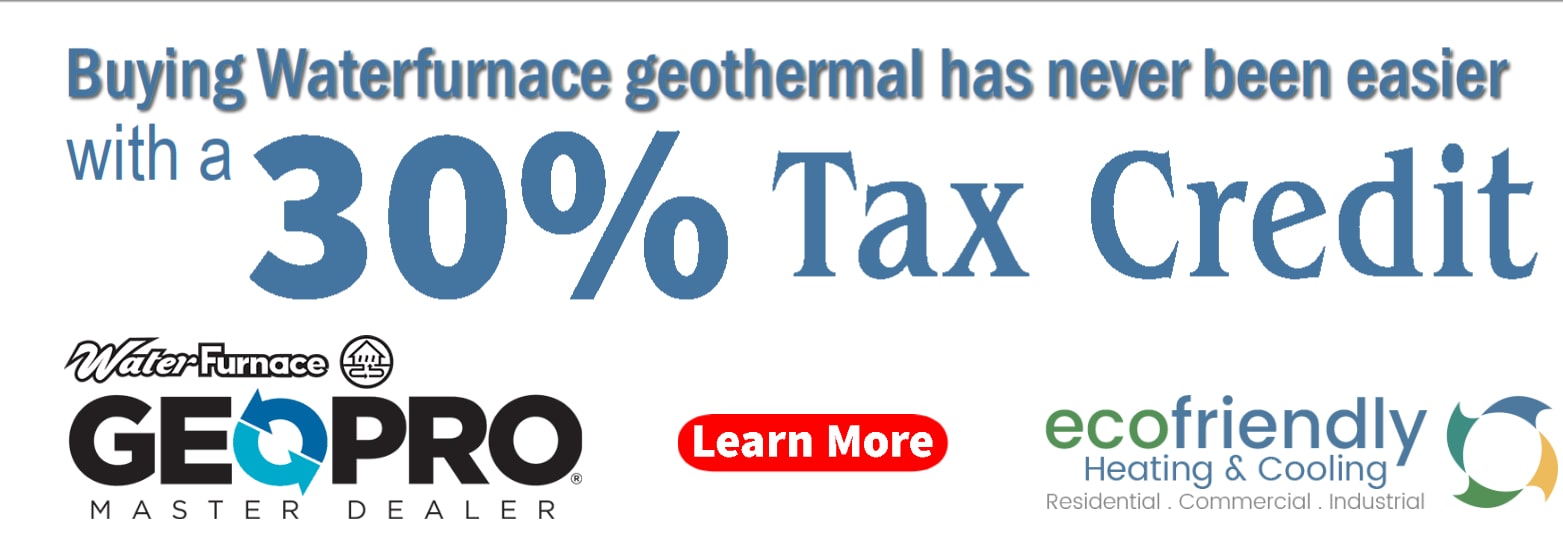 Buying Waterfurnace geothermal has never been easier
with a 30% Tax Credit
WaterFurnace
GEOPRO®
MASTER DEALER
Learn More
ecofriendly
Heating & Cooling
Residential . Commercial . Industrial